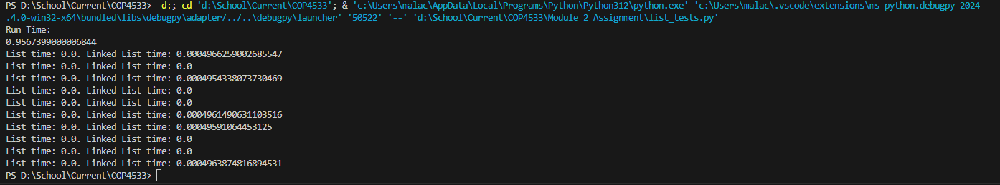 PS D:\School\Current\COP4533>  d:; cd 'd:\School\Current\COP4533'; & 'c:\Users\malac\AppData\Local\Programs\Python\Python312\python.exe' 'c:\Users\malac\.vscode\extensions\ms-python.debugpy-2024
.4.0-win32-x64\bundled\libs\debugpy\adapter/../..\debugpy\launcher' '50522' '--' 'd:\School\Current\COP4533\Module 2 Assignment\list_tests.py'
Run Time:
0.9567399000006844
List time: 0.0. Linked List time: 0.0004966259002685547
List time: 0.0. Linked List time: 0.0
List time: 0.0. Linked List time: 0.0004954338073730469
List time: 0.0. Linked List time: 0.0
List time: 0.0. Linked List time: 0.0
List time: 0.0. Linked List time: 0.0004961490631103516
List time: 0.0. Linked List time: 0.00049591064453125
List time: 0.0. Linked List time: 0.0
List time: 0.0. Linked List time: 0.0
List time: 0.0. Linked List time: 0.0004963874816894531
PS D:\School\Current\COP4533>